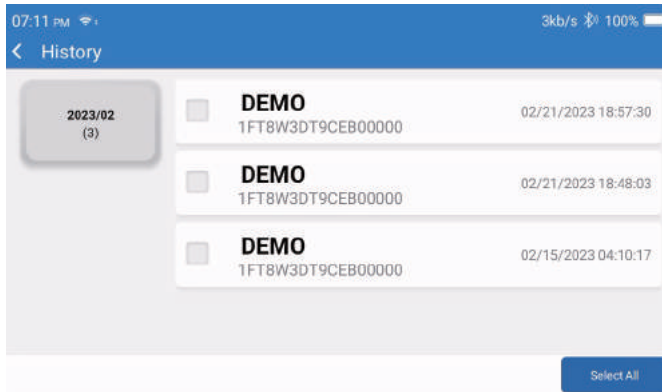 07:11 PM
3kb/s 100%
History
2023/02
(3)
DEMO
1FT8W3DT9CEB00000
02/21/2023 18:57:30
DEMO
1FT8W3DT9CEB00000
02/21/2023 18:48:03
DEMO
1FT8W3DT9CEB00000
02/15/2023 04:10:17
Select All